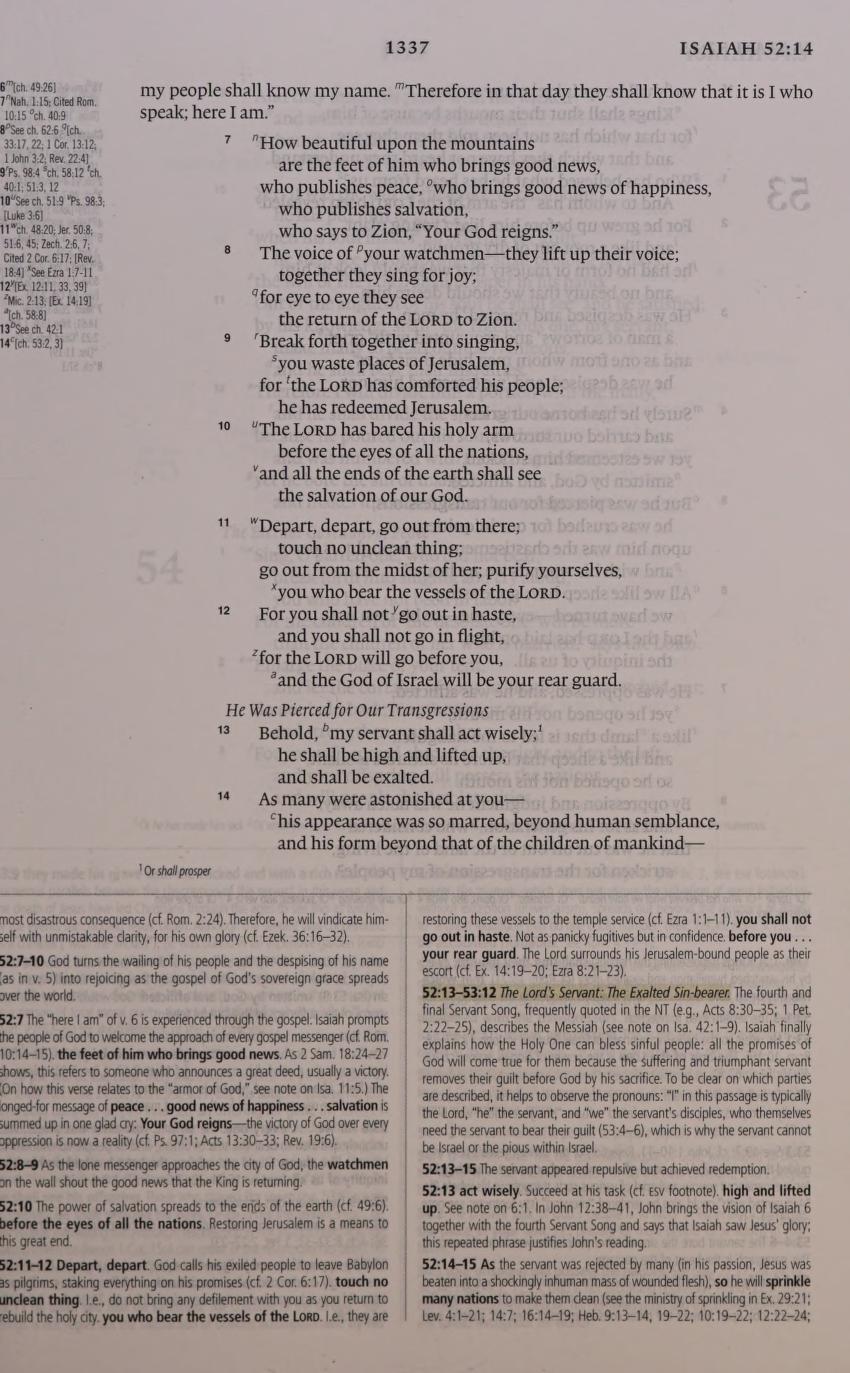 1337
ISAIAH 52:14
6 m[ch. 49:26]
7 n Nah. 1:15; Cited Rom.
10:15 o ch. 40:9
8 p See ch. 62:6 q[ch.
33:17, 22; 1 Cor. 13:12;
1 John 3:2; Rev. 22:4]
9 r Ps. 98:4 s ch. 58:12 t ch.
40:1; 51:3, 12
10 u See ch. 51:9 v Ps. 98:3;
[Luke 3:6]
11 w ch. 48:20; Jer. 50:8;
51:6, 45; Zech. 2:6, 7;
Cited 2 Cor. 6:17; [Rev.
18:4] x See Ezra 1:7-11
12 y [Ex. 12:11, 33, 39]
z Mic. 2:13; [Ex. 14:19]
a [ch. 58:8]
13 b See ch. 42:1
14 c [ch. 53:2, 3]
my people shall know my name. m Therefore in that day they shall know that it is I who
speak; here I am.”
7 n How beautiful upon the mountains
are the feet of him who brings good news,
who publishes peace, o who brings good news of happiness,
who publishes salvation,
who says to Zion, “Your God reigns.”
8 The voice of p your watchmen—they lift up their voice;
together they sing for joy;
q for eye to eye they see
the return of the LORD to Zion.
9 r Break forth together into singing,
s you waste places of Jerusalem,
for t the LORD has comforted his people;
he has redeemed Jerusalem.
10 u The LORD has bared his holy arm
before the eyes of all the nations,
v and all the ends of the earth shall see
the salvation of our God.
11 w Depart, depart, go out from there;
touch no unclean thing;
go out from the midst of her; purify yourselves,
x you who bear the vessels of the LORD.
12 For you shall not y go out in haste,
and you shall not go in flight,
z for the LORD will go before you,
a and the God of Israel will be your rear guard.
He Was Pierced for Our Transgressions
13 Behold, b my servant shall act wisely;1
he shall be high and lifted up,
and shall be exalted.
14 As many were astonished at you—
c his appearance was so marred, beyond human semblance,
and his form beyond that of the children of mankind—
1 Or shall prosper
most disastrous consequence (cf. Rom. 2:24). Therefore, he will vindicate him-
self with unmistakable clarity, for his own glory (cf. Ezek. 36:16–32).
52:7–10 God turns the wailing of his people and the despising of his name
(as in v. 5) into rejoicing as the gospel of God's sovereign grace spreads
over the world.
52:7 The "here I am" of v. 6 is experienced through the gospel. Isaiah prompts
the people of God to welcome the approach of every gospel messenger (cf. Rom.
10:14–15). the feet of him who brings good news. As 2 Sam. 18:24–27
shows, this refers to someone who announces a great deed, usually a victory.
(On how this verse relates to the "armor of God," see note on Isa. 11:5.) The
longed-for message of peace . . . good news of happiness . . . salvation is
summed up in one glad cry: Your God reigns—the victory of God over every
oppression is now a reality (cf. Ps. 97:1; Acts 13:30–33; Rev. 19:6).
52:8–9 As the lone messenger approaches the city of God, the watchmen
on the wall shout the good news that the King is returning.
52:10 The power of salvation spreads to the ends of the earth (cf. 49:6).
before the eyes of all the nations. Restoring Jerusalem is a means to
this great end.
52:11–12 Depart, depart. God calls his exiled people to leave Babylon
as pilgrims, staking everything on his promises (cf. 2 Cor. 6:17). touch no
unclean thing. I.e., do not bring any defilement with you as you return to
rebuild the holy city. you who bear the vessels of the LORD. I.e., they are
restoring these vessels to the temple service (cf. Ezra 1:1–11). you shall not
go out in haste. Not as panicky fugitives but in confidence. before you . . .
your rear guard. The Lord surrounds his Jerusalem-bound people as their
escort (cf. Ex. 14:19–20; Ezra 8:21–23).
52:13–53:12 The Lord's Servant: The Exalted Sin-bearer. The fourth and
final Servant Song, frequently quoted in the NT (e.g., Acts 8:30–35; 1 Pet.
2:22–25), describes the Messiah (see note on Isa. 42:1–9). Isaiah finally
explains how the Holy One can bless sinful people: all the promises of
God will come true for them because the suffering and triumphant servant
removes their guilt before God by his sacrifice. To be clear on which parties
are described, it helps to observe the pronouns: "I" in this passage is typically
the Lord, "he" the servant, and "we" the servant's disciples, who themselves
need the servant to bear their guilt (53:4–6), which is why the servant cannot
be Israel or the pious within Israel.
52:13–15 The servant appeared repulsive but achieved redemption.
52:13 act wisely. Succeed at his task (cf. ESV footnote). high and lifted
up. See note on 6:1. In John 12:38–41, John brings the vision of Isaiah 6
together with the fourth Servant Song and says that Isaiah saw Jesus' glory;
this repeated phrase justifies John's reading.
52:14–15 As the servant was rejected by many (in his passion, Jesus was
beaten into a shockingly inhuman mass of wounded flesh), so he will sprinkle
many nations to make them clean (see the ministry of sprinkling in Ex. 29:21;
Lev. 4:1–21; 14:7; 16:14–19; Heb. 9:13–14, 19–22; 10:19–22; 12:22–24;